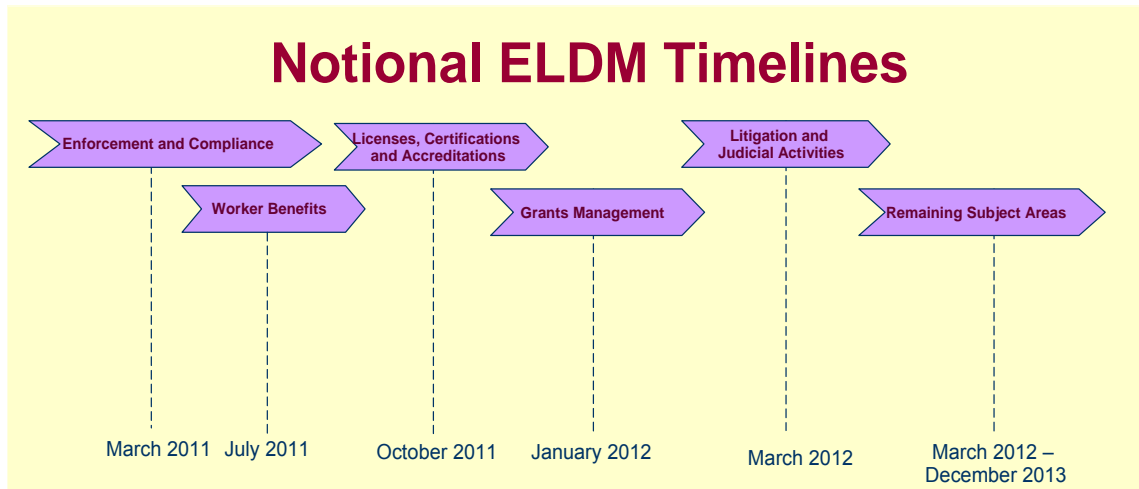 Notional ELDM Timelines
Enforcement and Compliance
Licenses, Certifications
and Accreditations
Litigation and
Judicial Activities
Worker Benefits
Grants Management
Remaining Subject Areas
March 2011
July 2011
October 2011
January 2012
March 2012
March 2012 –
December 2013